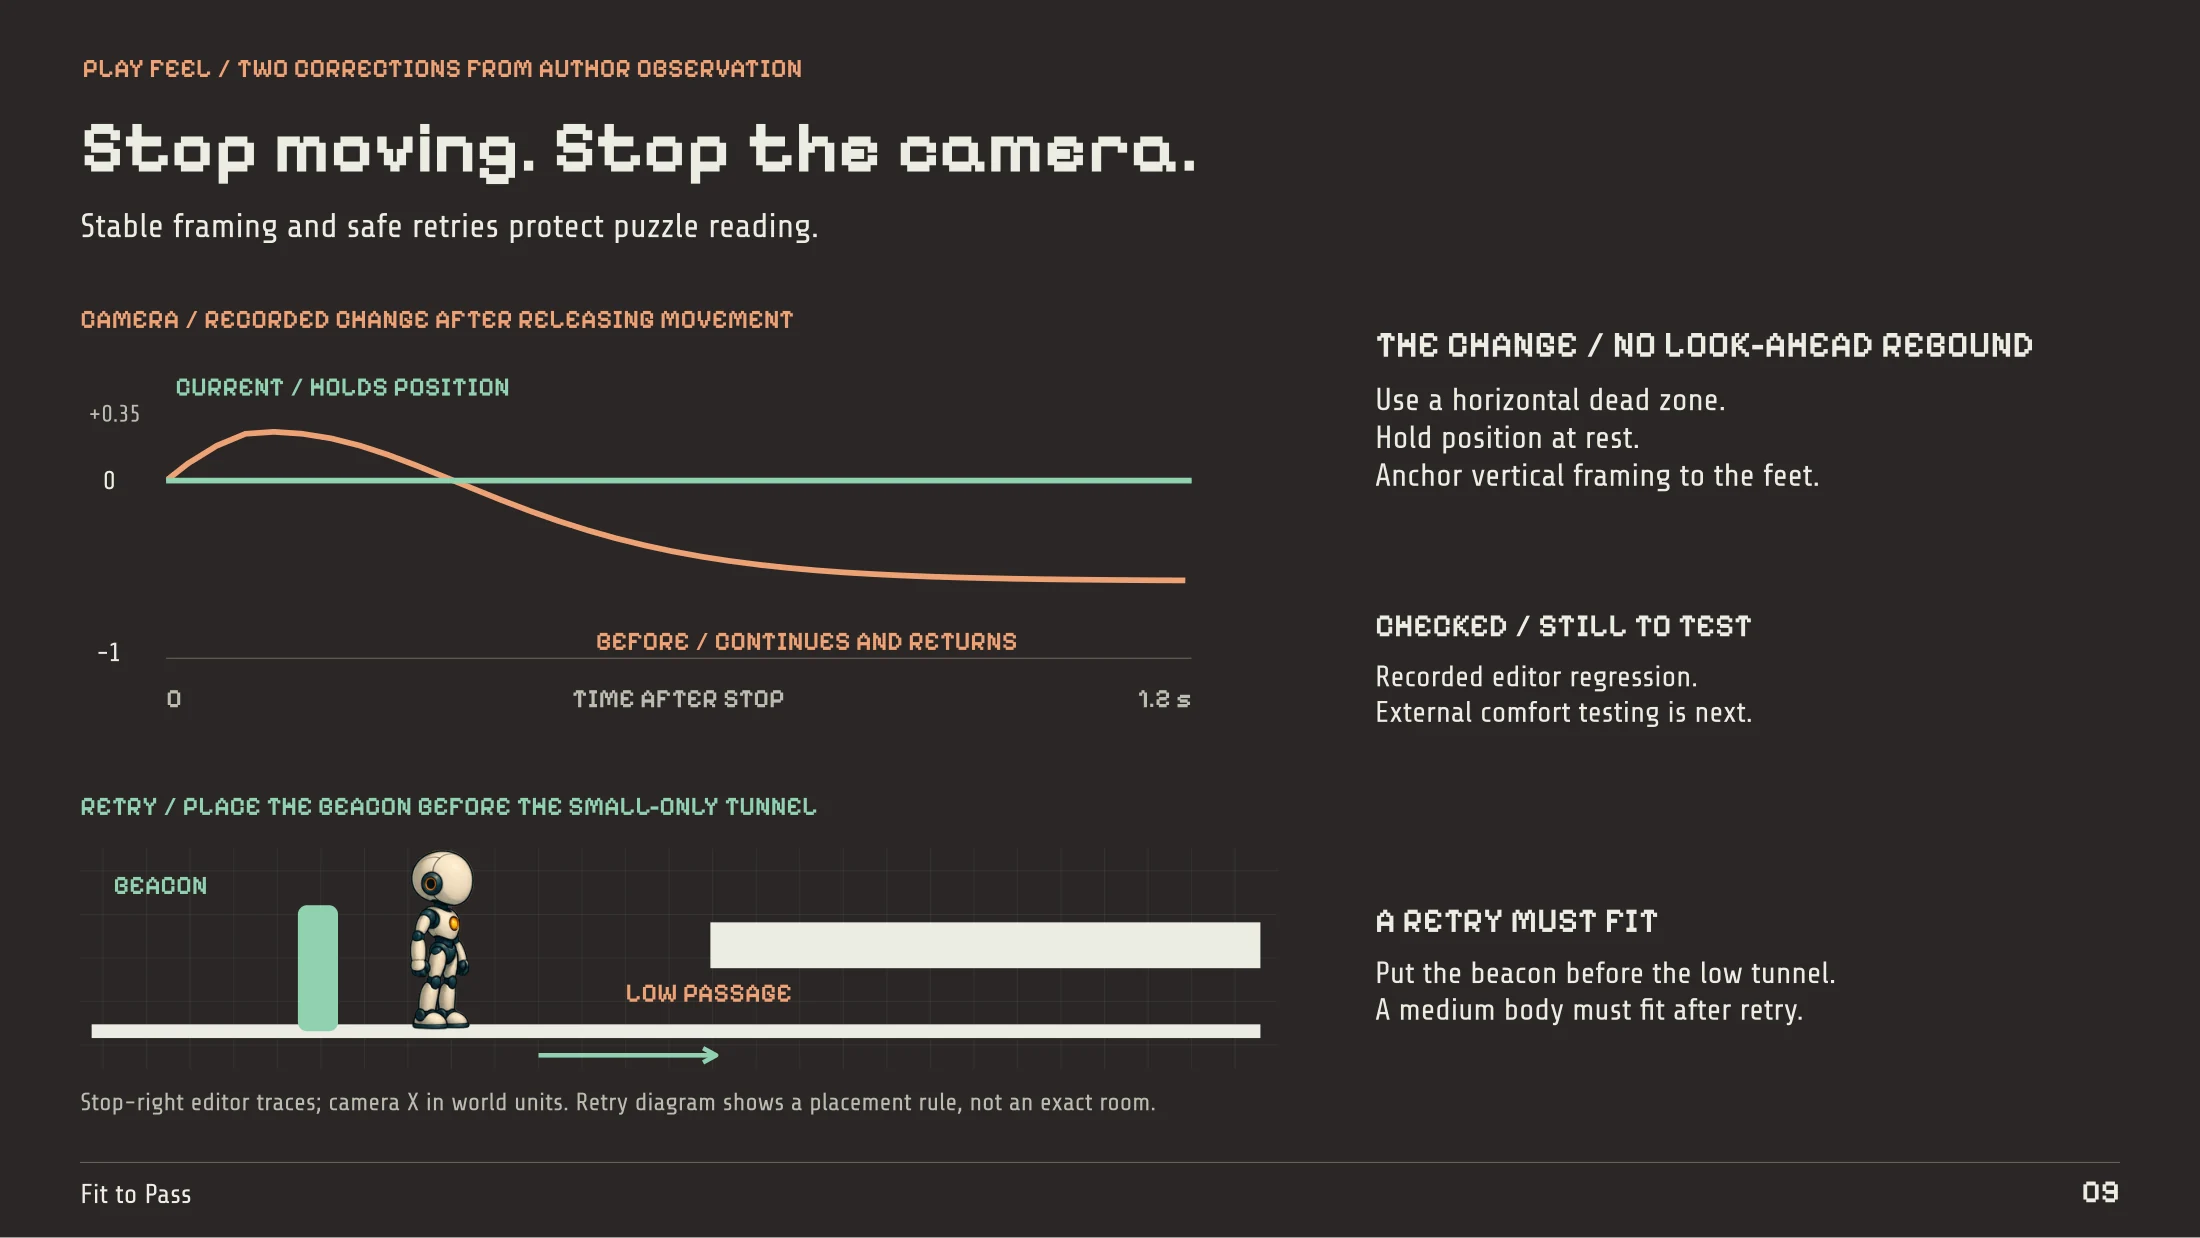 PLAY FEEL / TWO CORRECTIONS FROM AUTHOR OBSERVATION
Stop moving. Stop the camera.
Stable framing and safe retries protect puzzle reading.
CAMERA / RECORDED CHANGE AFTER RELEASING MOVEMENT
CURRENT / HOLDS POSITION
+0.35
0
-1
BEFORE / CONTINUES AND RETURNS
0
TIME AFTER STOP
1.8 s
THE CHANGE / NO LOOK-AHEAD REBOUND
Use a horizontal dead zone.
Hold position at rest.
Anchor vertical framing to the feet.
CHECKED / STILL TO TEST
Recorded editor regression.
External comfort testing is next.
RETRY / PLACE THE BEACON BEFORE THE SMALL-ONLY TUNNEL
BEACON
LOW PASSAGE
A RETRY MUST FIT
Put the beacon before the low tunnel.
A medium body must fit after retry.
Stop-right editor traces; camera X in world units. Retry diagram shows a placement rule, not an exact room.
Fit to Pass
09